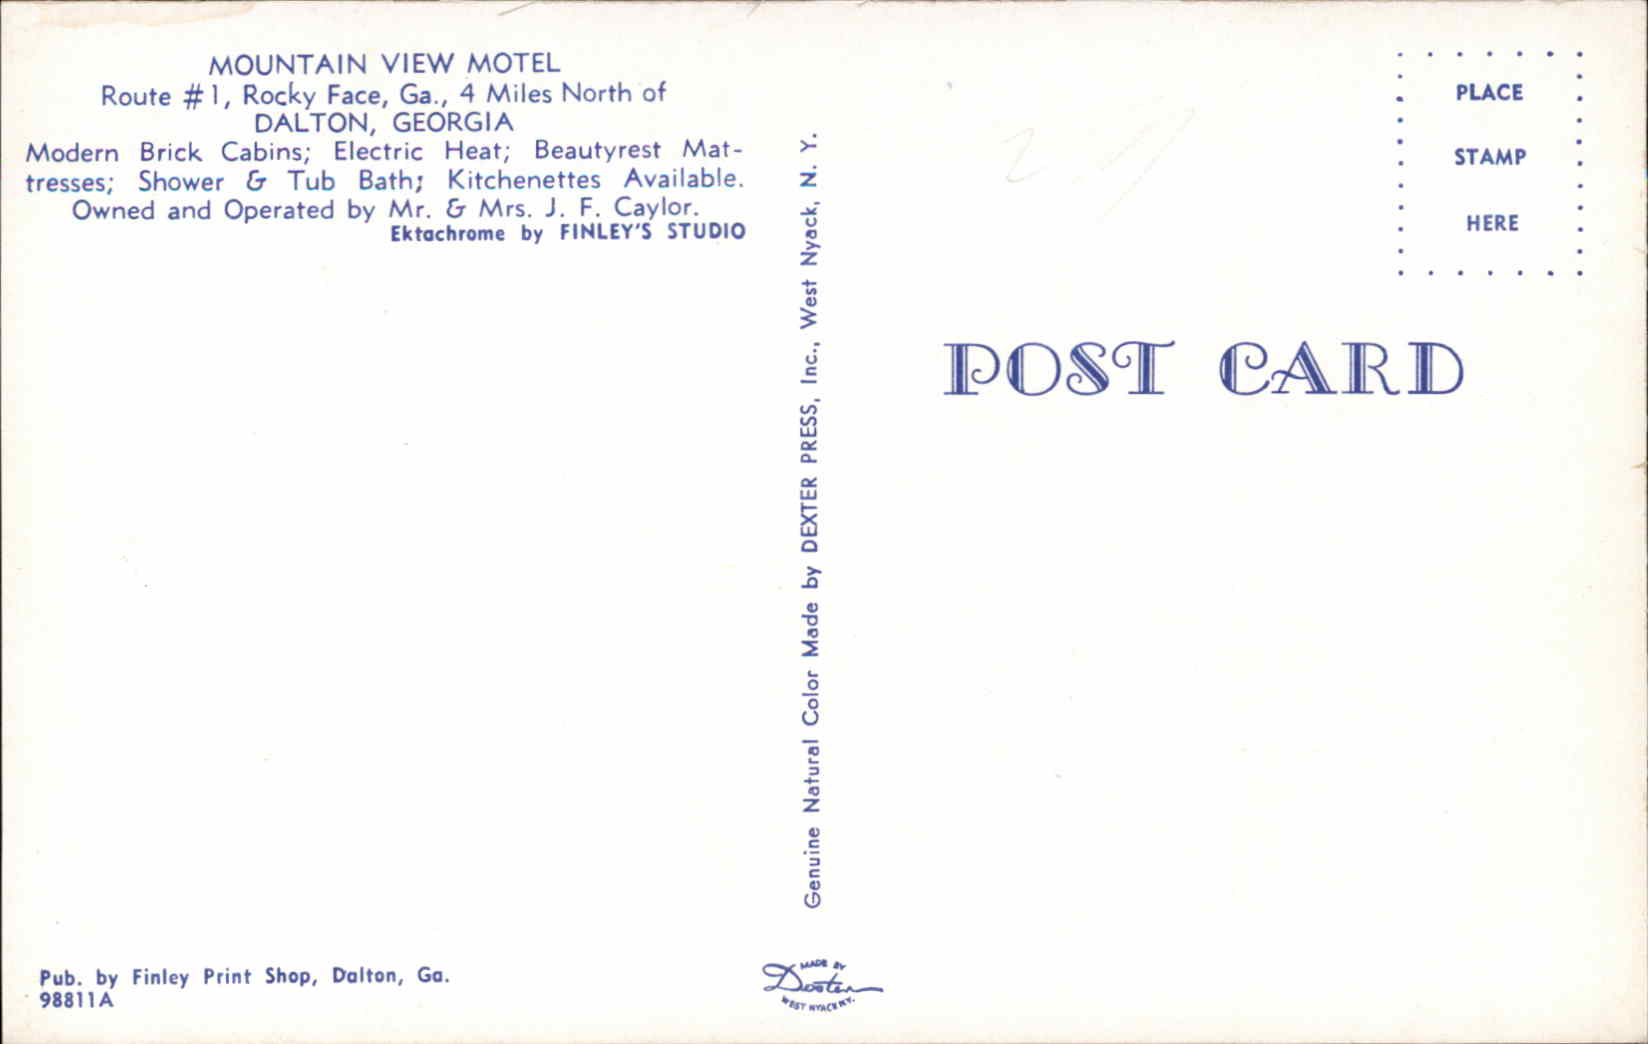 MOUNTAIN VIEW MOTEL
Route #1, Rocky Face, Ga., 4 Miles North of
DALTON, GEORGIA
Modern Brick Cabins; Electric Heat; Beautyrest Mat-
tresses; Shower & Tub Bath; Kitchenettes Available.
Owned and Operated by Mr. & Mrs. J. F. Caylor.
Ektachrome by FINLEY'S STUDIO
Pub. by Finley Print Shop, Dalton, Ga.
98811A
Genuine Natural Color Made by DEXTER PRESS, Inc., West Nyack, N. Y.
MADE BY
Dexter
WEST NYACK N.Y.
PLACE
STAMP
HERE
POST CARD